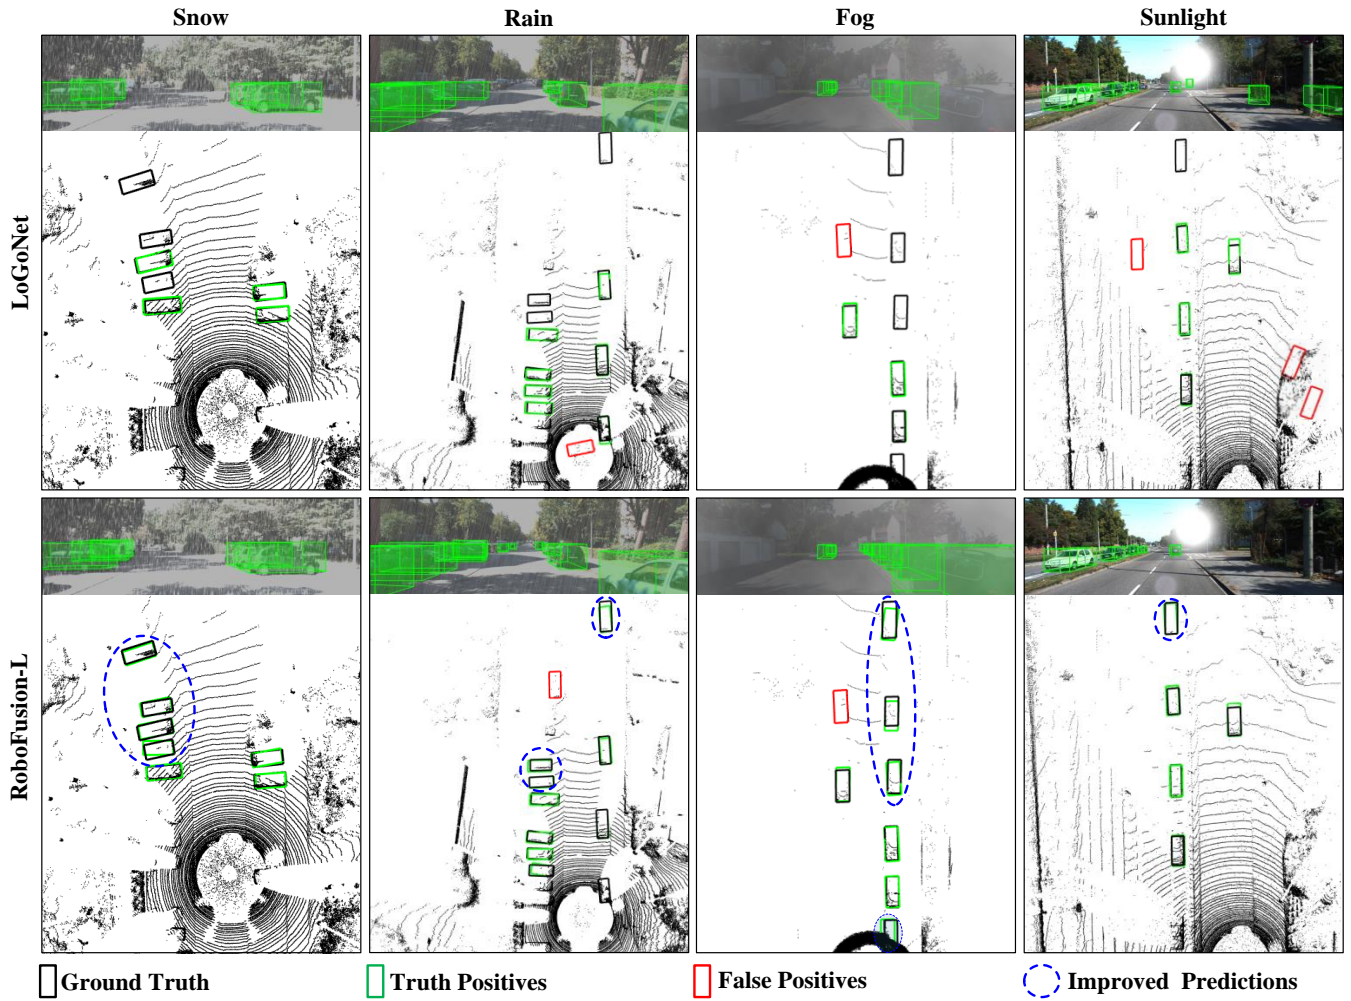 Snow
Rain
Fog
Sunlight
LoGoNet
RoboFusion-L
Ground Truth
Truth Positives
False Positives
Improved Predictions